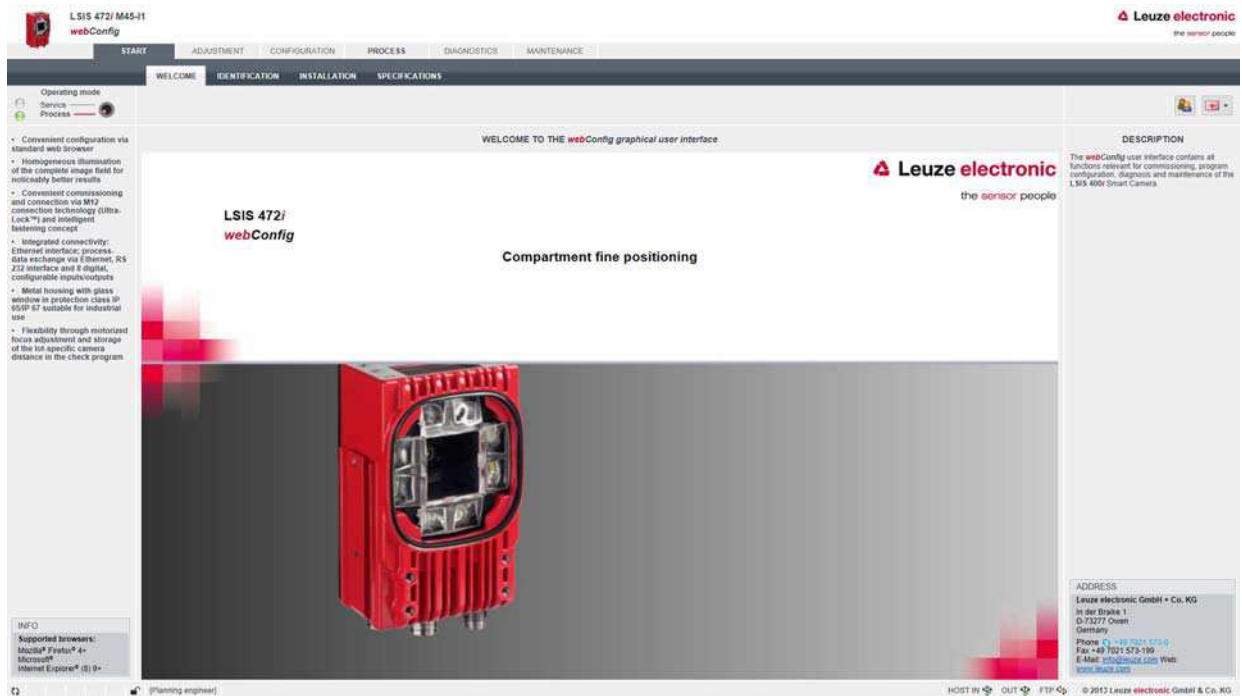 LSIS 472i M45-I1
webConfig
Leuze electronic
the sensor people
START ADJUSTMENT CONFIGURATION PROCESS DIAGNOSTICS MAINTENANCE
WELCOME IDENTIFICATION INSTALLATION SPECIFICATIONS
Operating mode
Service
Process
• Convenient configuration via
standard web browser
• Homogeneous illumination
of the complete image field for
noticeably better results
• Convenient commissioning
and connection via M12
connection technology (Ultra-
Lock™) and intelligent
fastening concept
• Integrated connectivity:
Ethernet interface; process-
data exchange via Ethernet, RS
232 interface and 8 digital,
configurable inputs/outputs
• Metal housing with glass
window in protection class IP
65/IP 67 suitable for industrial
use
• Flexibility through motorized
focus adjustment and storage
of the lot-specific camera
distance in the check program
INFO
Supported browsers:
Mozilla® Firefox® 4+
Microsoft®
Internet Explorer® (8) 9+
WELCOME TO THE webConfig graphical user interface
Leuze electronic
the sensor people
LSIS 472i
webConfig
Compartment fine positioning
DESCRIPTION
The webConfig user interface contains all
functions relevant for commissioning, program
configuration, diagnosis and maintenance of the
LSIS 400i Smart Camera.
ADDRESS
Leuze electronic GmbH + Co. KG
In der Braike 1
D-73277 Owen
Germany
Phone +49 7021 573-0
Fax +49 7021 573-199
E-Mail: info@leuze.com Web:
www.leuze.com
[Planning engineer]
HOST IN OUT FTP © 2013 Leuze electronic GmbH & Co. KG